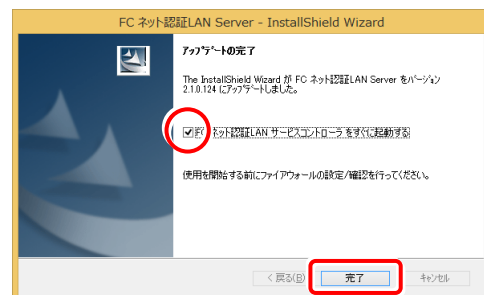 FC ネット認証LAN Server - InstallShield Wizard
アップデートの完了
The InstallShield Wizard が FC ネット認証LAN Server をバージョン
2.1.0.124 にアップデートしました。
FC ネット認証LAN サービスコントローラ をすぐに起動する
使用を開始する前にファイアウォールの設定/確認を行ってください。
< 戻る(B)
完了
キャンセル